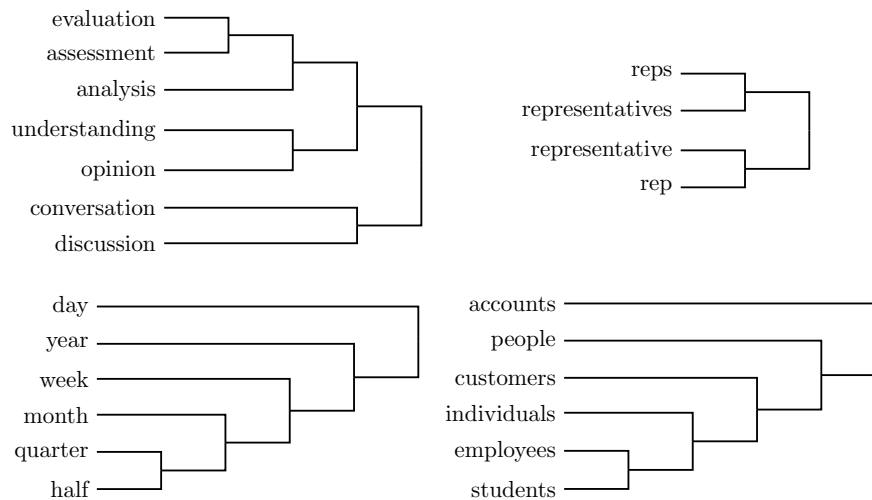 evaluation
assessment
analysis
understanding
opinion
conversation
discussion
reps
representatives
representative
rep
day
year
week
month
quarter
half
accounts
people
customers
individuals
employees
students